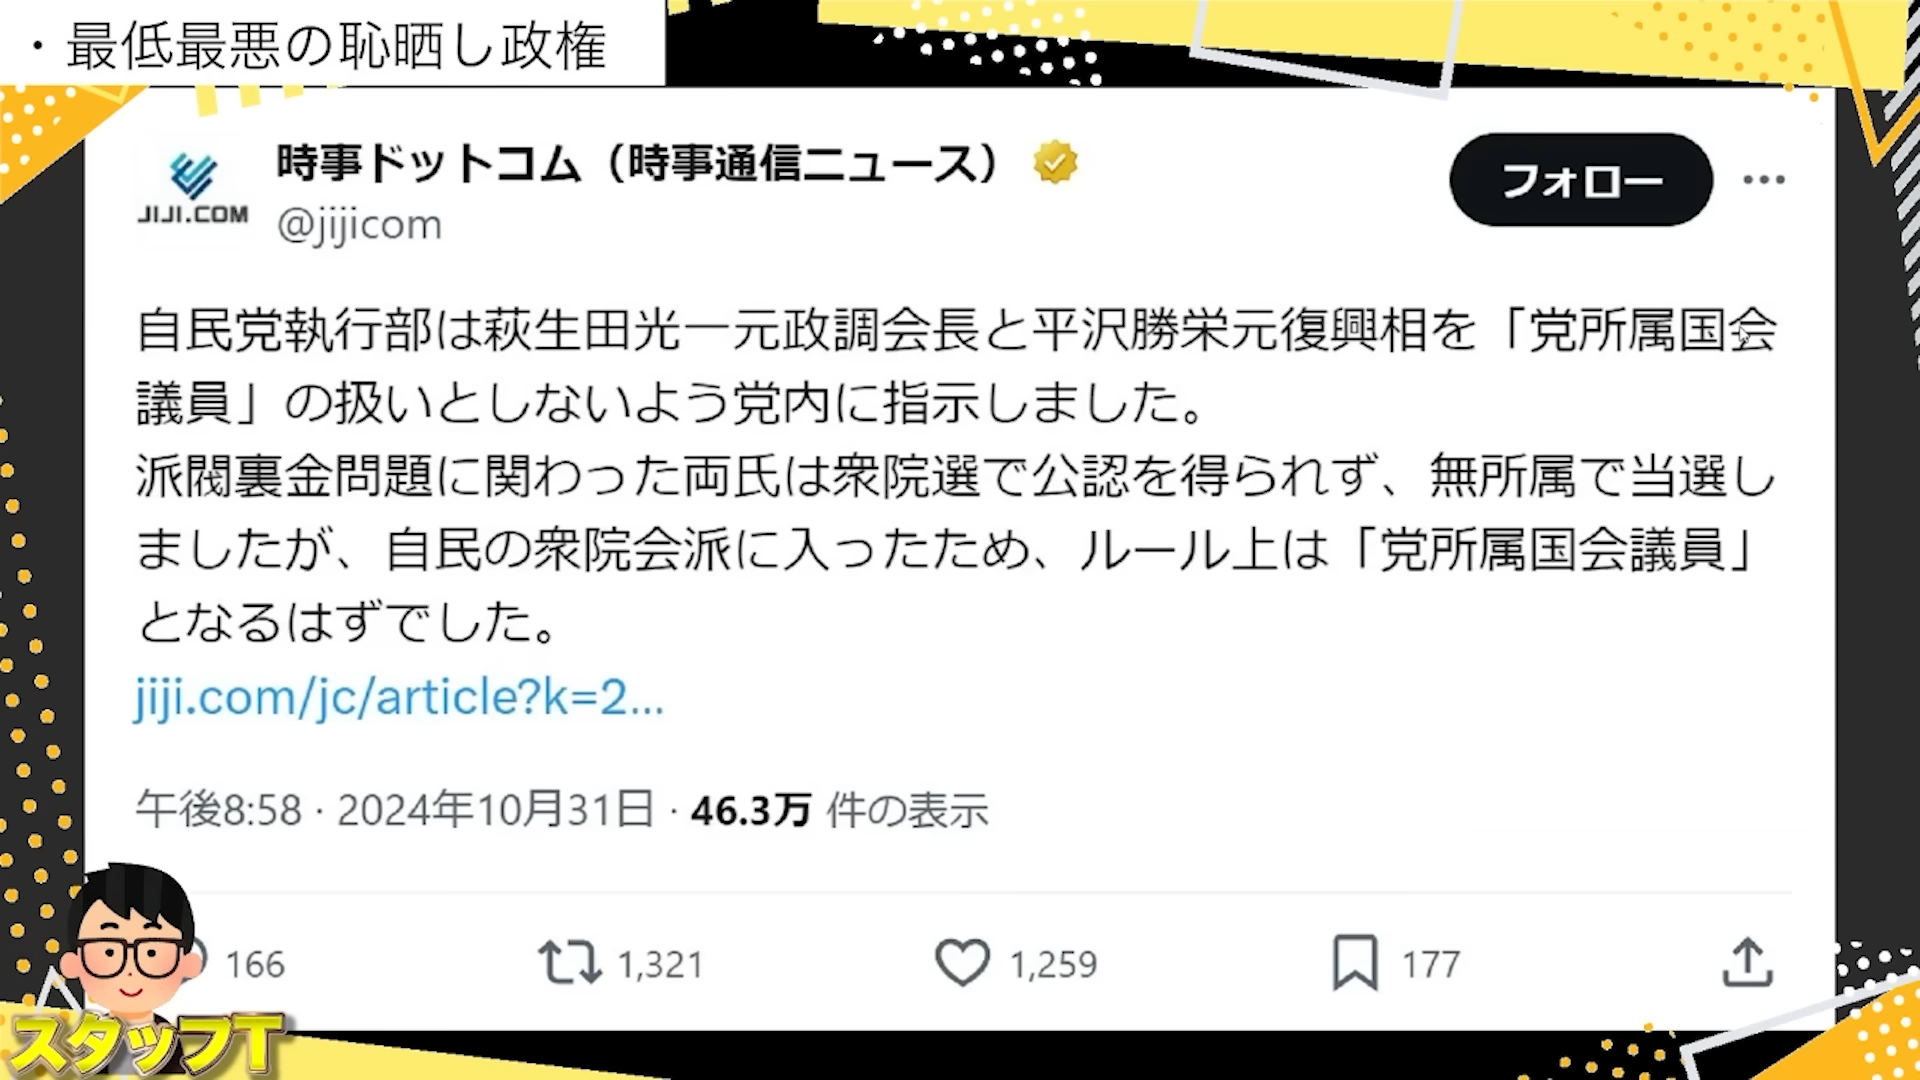 ・最低最悪の恥晒し政権
時事ドットコム（時事通信ニュース）
フォロー
JIJI.COM
@jijicom
自民党執行部は萩生田光一元政調会長と平沢勝栄元復興相を「党所属国会
議員」の扱いとしないよう党内に指示しました。
派閥裏金問題に関わった両氏は衆院選で公認を得られず、無所属で当選し
ましたが、自民の衆院会派に入ったため、ルール上は「党所属国会議員」
となるはずでした。
jiji.com/jc/article?k=2...
午後8:58 · 2024年10月31日 · 46.3万 件の表示
166 1,321 1,259 177
スタッフT